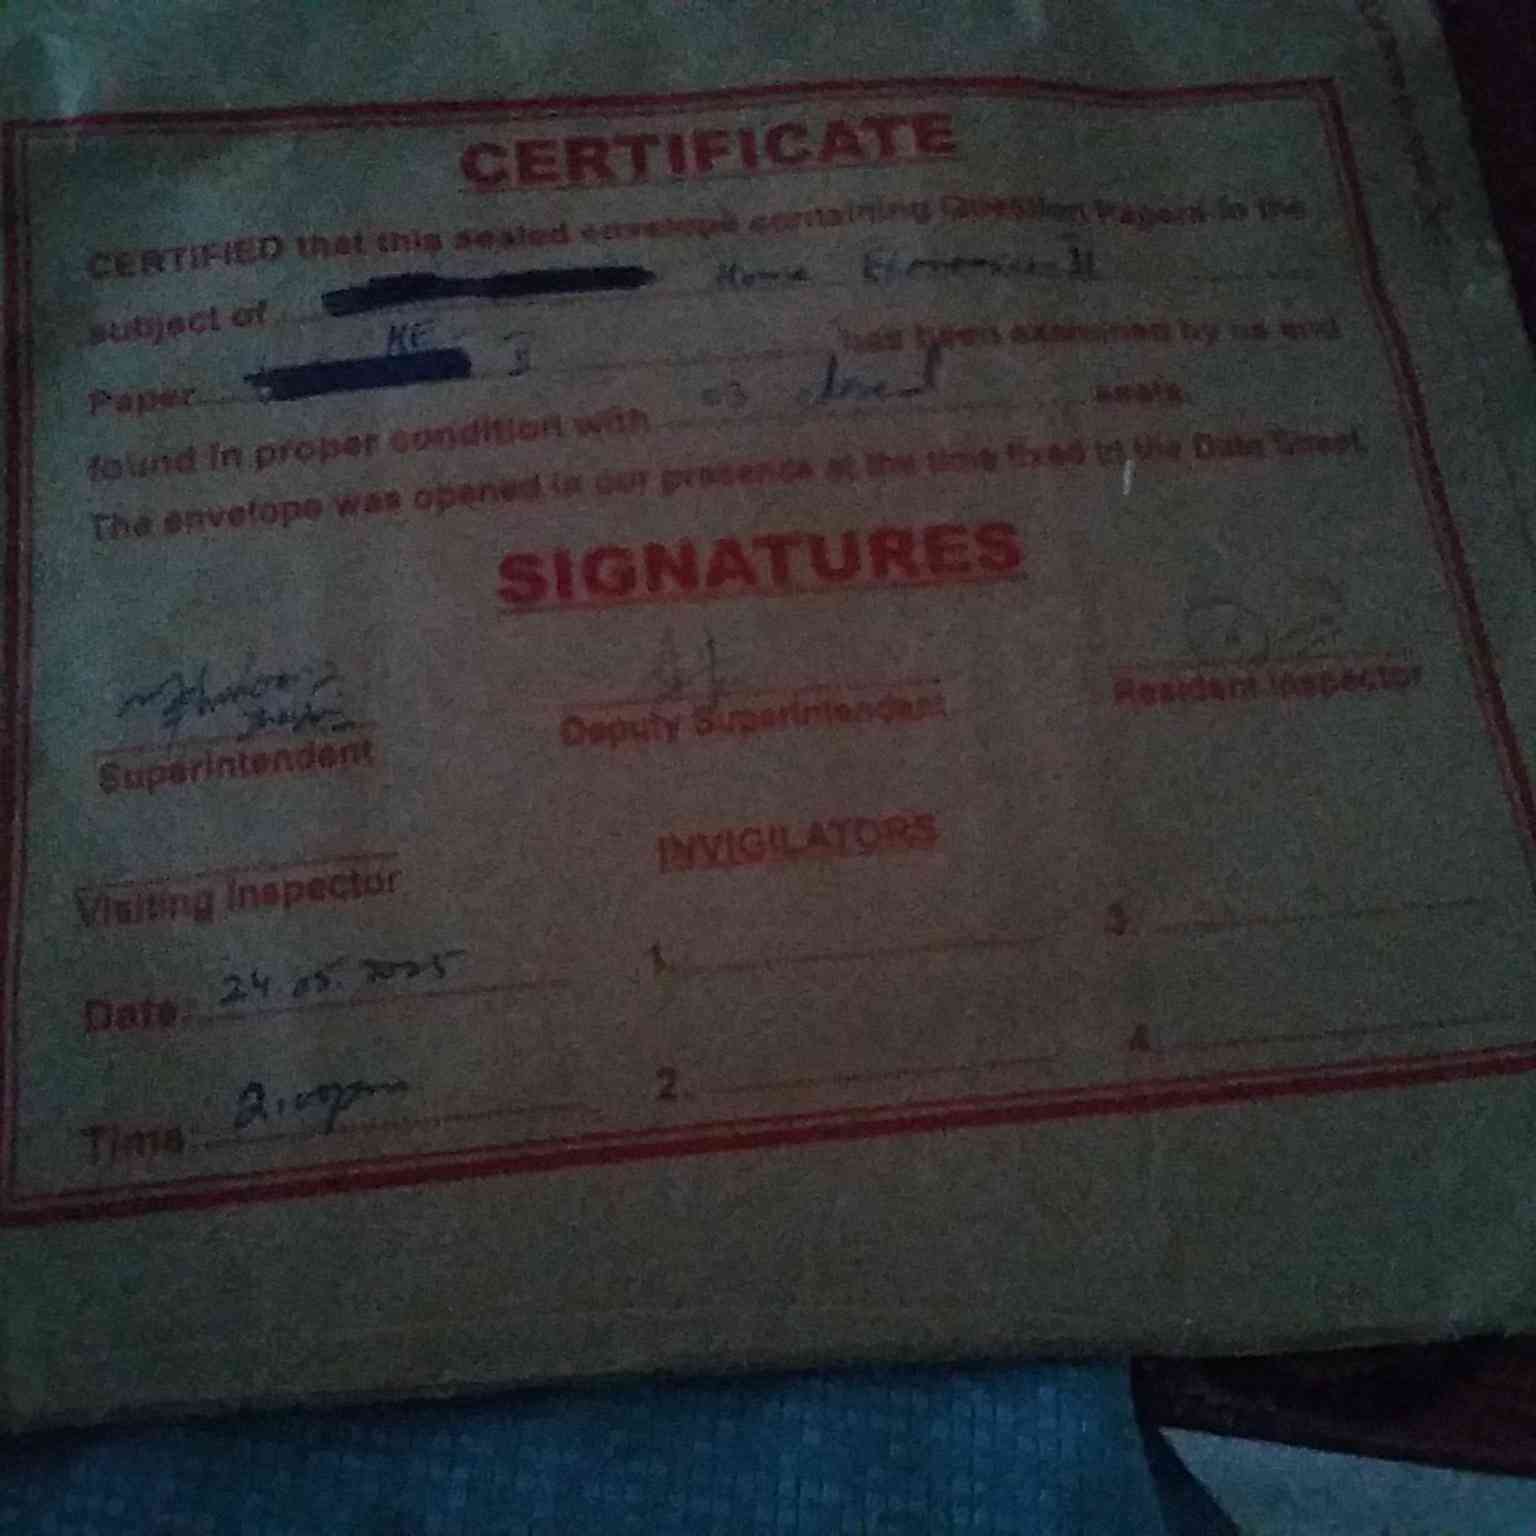 CERTIFICATE
CERTIFIED that this sealed envelope containing Question Papers in the
subject of Home Economics II
HE
Paper II has been examined by us and
found in proper condition with 03 seals.
The envelope was opened in our presence at the time fixed in the Date Sheet.
SIGNATURES
Superintendent Deputy Superintendent Resident Inspector
INVIGILATORS
Visiting Inspector
Date: 24.05.2025 1. 3.
Time: 2.00pm 2. 4.